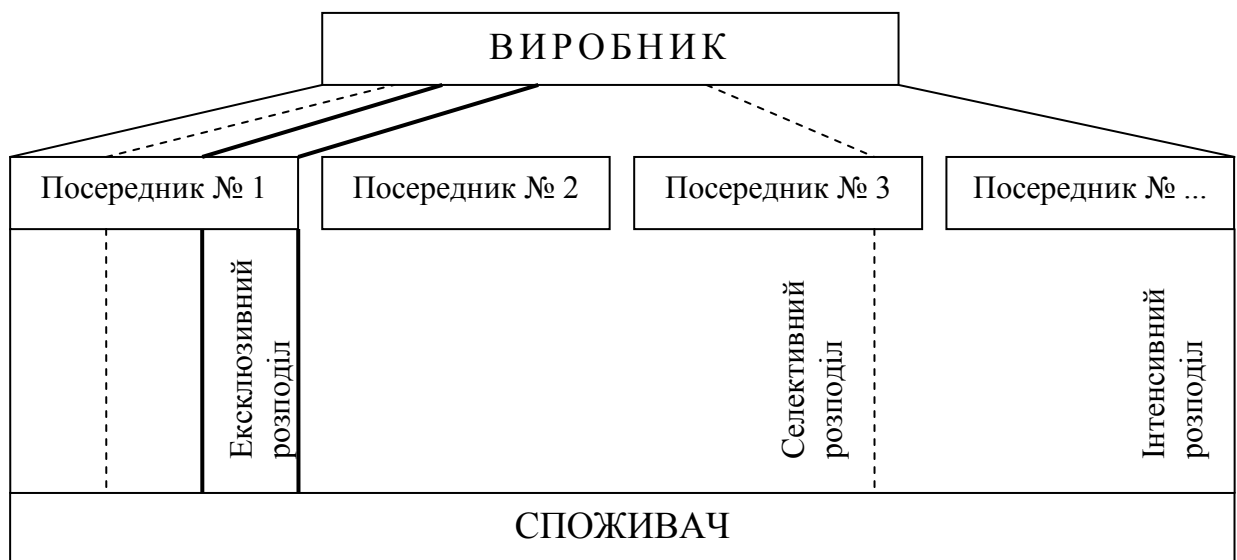 ВИРОБНИК
Посередник № 1
Посередник № 2
Посередник № 3
Посередник № ...
Ексклюзивний
розподіл
Селективний
розподіл
Інтенсивний
розподіл
СПОЖИВАЧ